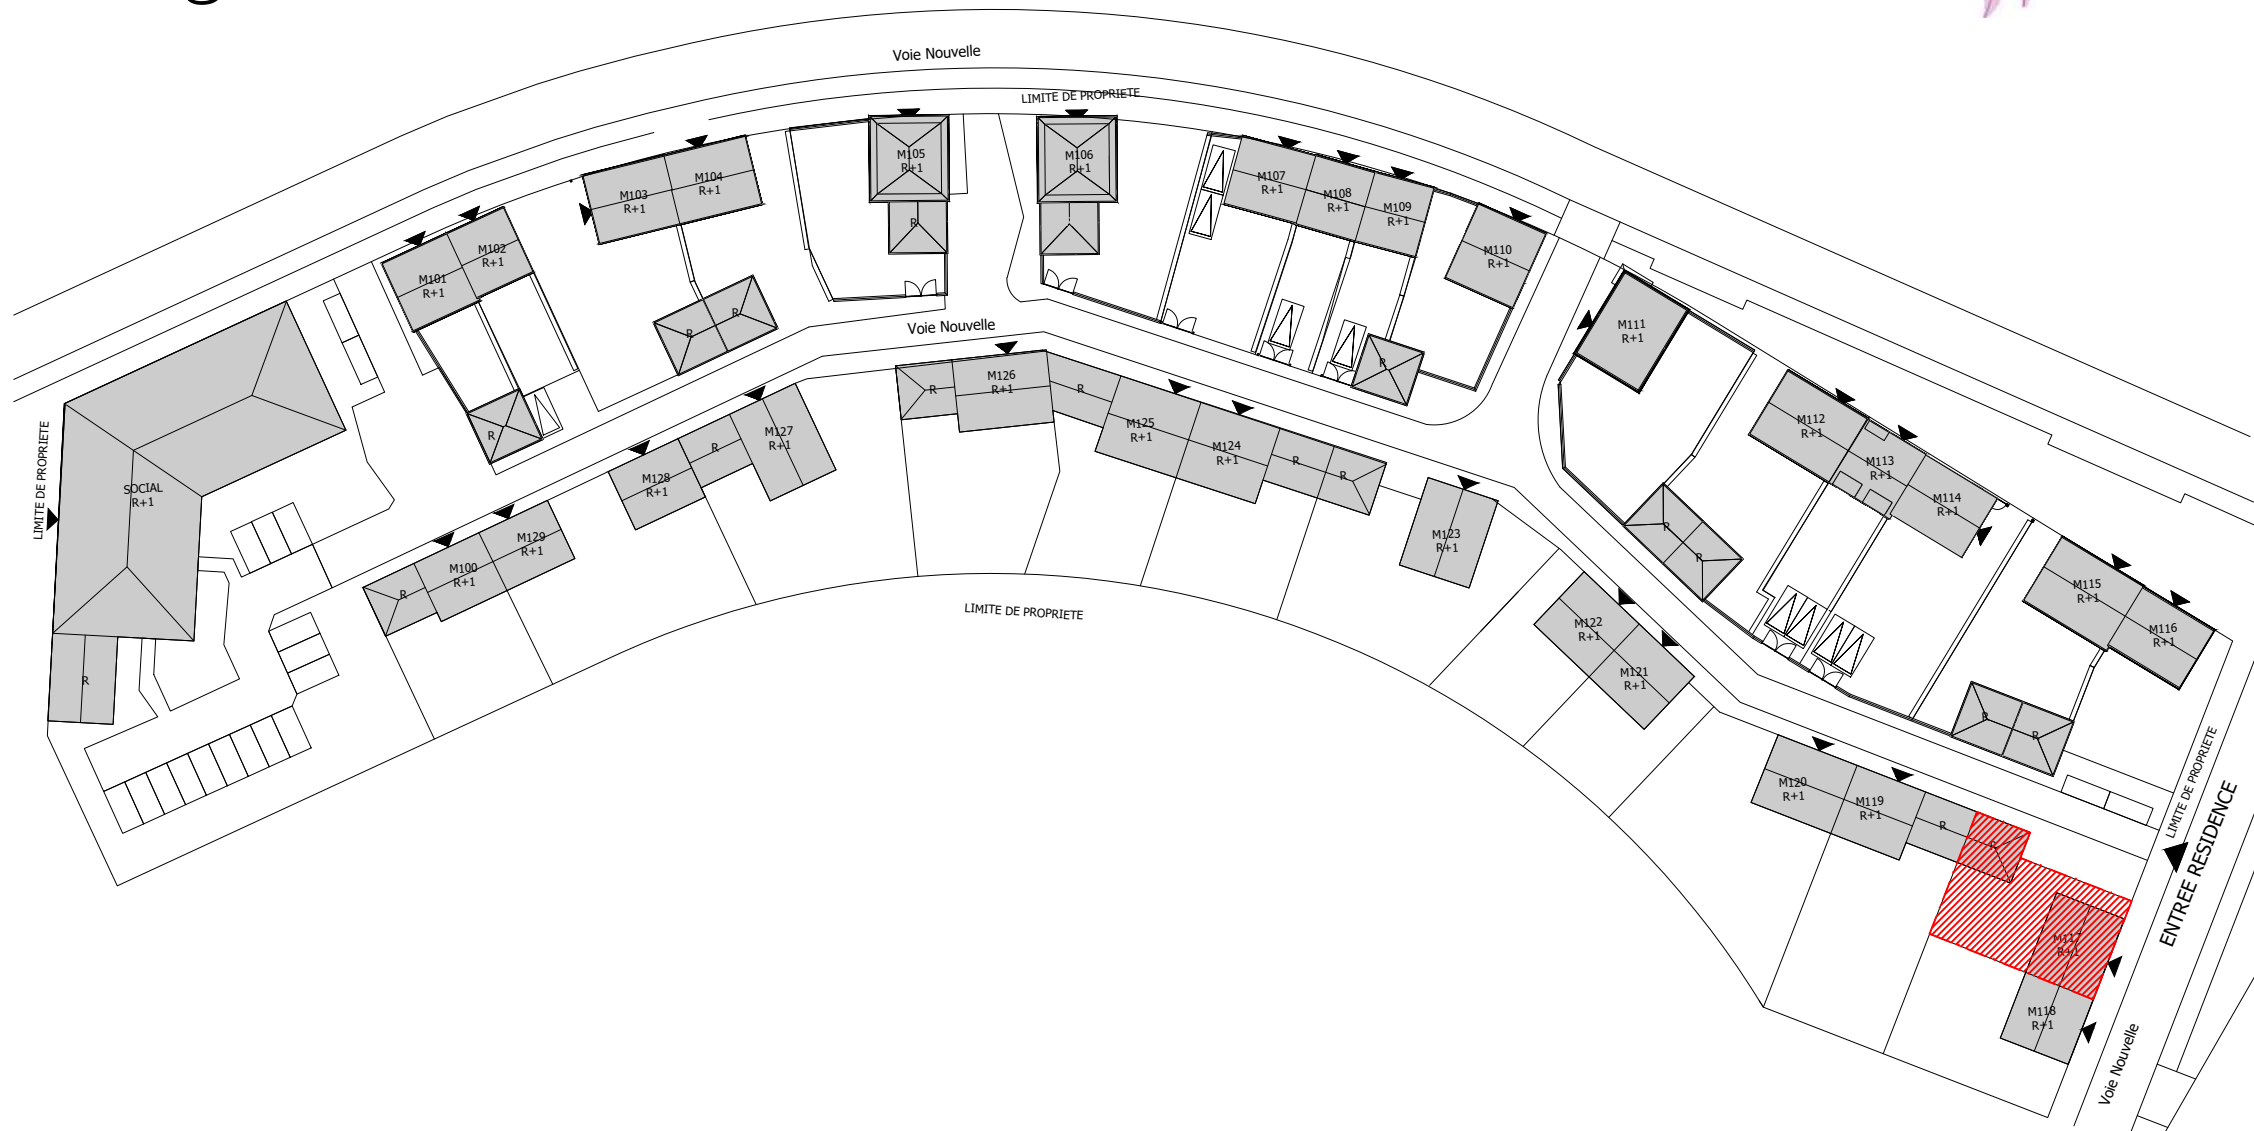 Voie Nouvelle
LIMITE DE PROPRIETE
M105
R+1
R
M106
R+1
M103
R+1
M104
R+1
M107
R+1
M108
R+1
M109
R+1
M110
R+1
M101
R+1
M102
R+1
R
R
R
M111
R+1
Voie Nouvelle
R
M112
R+1
M113
R+1
M114
R+1
R
R
M115
R+1
M116
R+1
R
R
LIMITE DE PROPRIETE
SOCIAL
R+1
R
R
M100
R+1
M129
R+1
M128
R+1
R
M127
R+1
R
M126
R+1
R
M125
R+1
M124
R+1
R
R
M123
R+1
M122
R+1
M121
R+1
LIMITE DE PROPRIETE
M120
R+1
M119
R+1
R
R
M117
R+1
M118
R+1
LIMITE DE PROPRIETE
ENTREE RESIDENCE
Voie Nouvelle